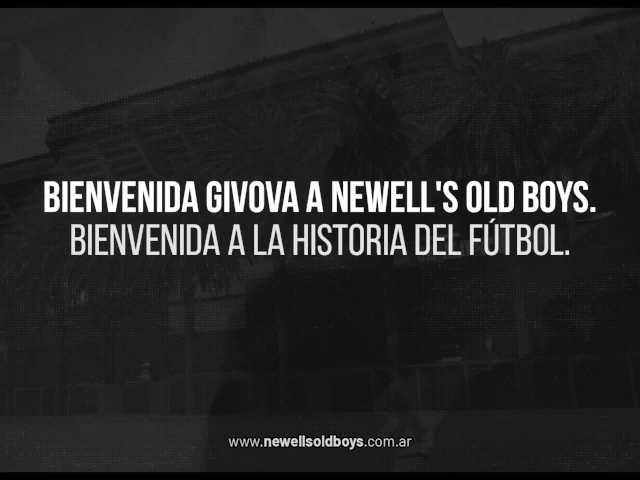 BIENVENIDA GIVOVA A NEWELL'S OLD BOYS.
BIENVENIDA A LA HISTORIA DEL FÚTBOL.
www.newellsoldboys.com.ar